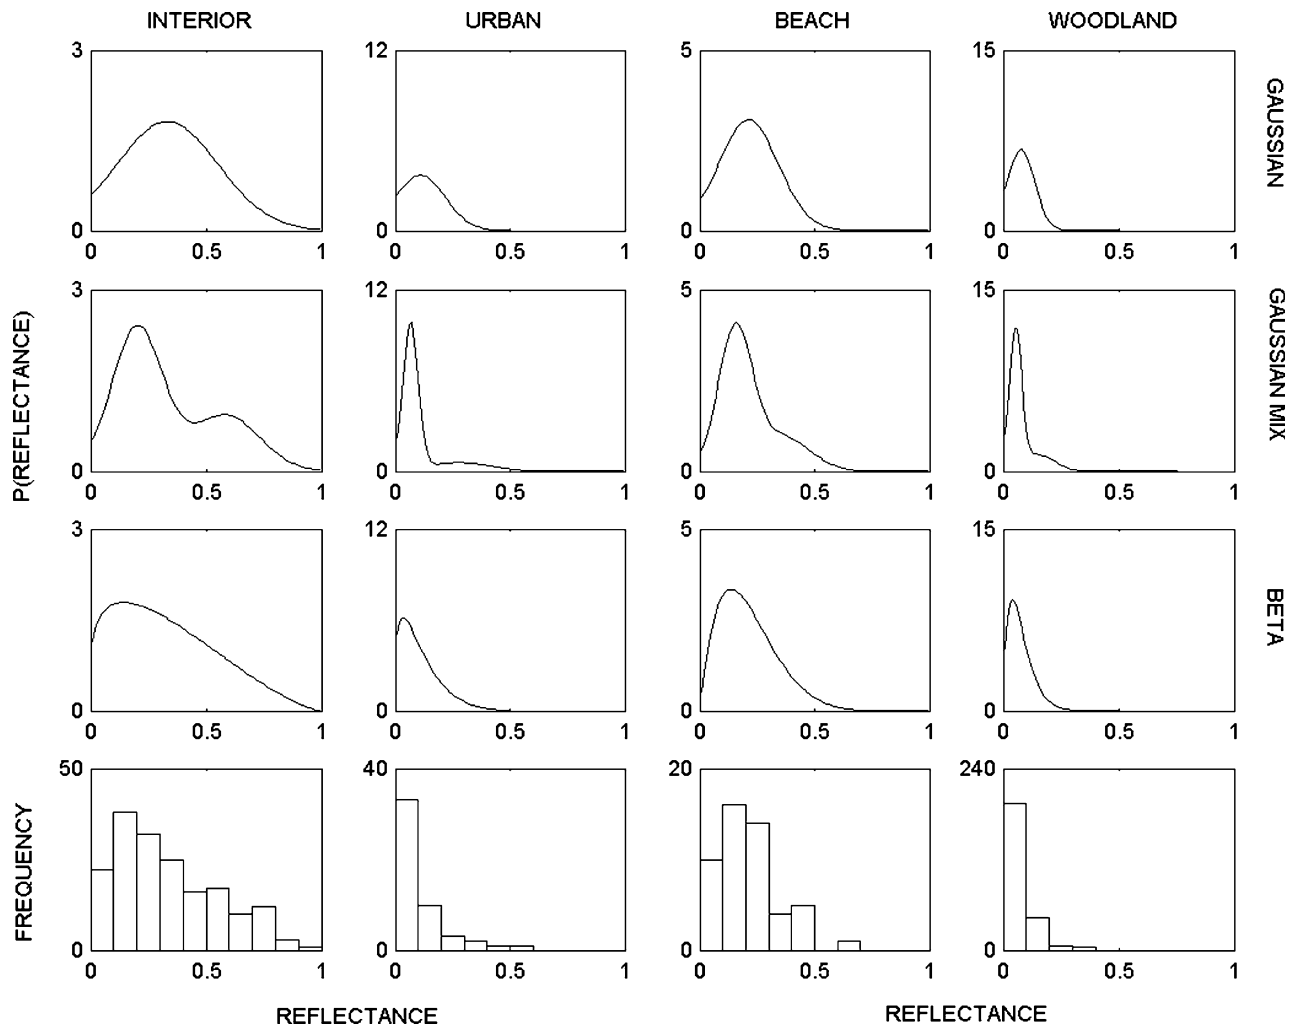 INTERIOR URBAN BEACH WOODLAND
3 12 5 15
0 0 0 0
0 0.5 1 0 0.5 1 0 0.5 1 0 0.5 1
GAUSSIAN
3 12 5 15
0 0 0 0
0 0.5 1 0 0.5 1 0 0.5 1 0 0.5 1
GAUSSIAN MIX
P(REFLECTANCE)
3 12 5 15
0 0 0 0
0 0.5 1 0 0.5 1 0 0.5 1 0 0.5 1
BETA
50 40 20 240
0 0 0 0
0 0.5 1 0 0.5 1 0 0.5 1 0 0.5 1
FREQUENCY
REFLECTANCE REFLECTANCE